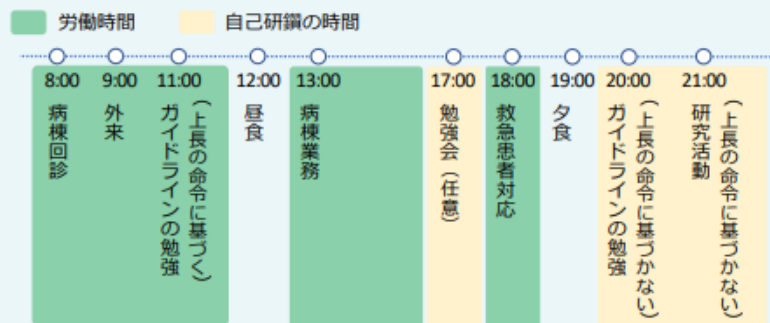 労働時間
自己研鑽の時間
8:00
病棟回診
9:00
外来
11:00
（上長の命令に基づく）
ガイドラインの勉強
12:00
昼食
13:00
病棟業務
17:00
勉強会（任意）
18:00
救急患者対応
19:00
夕食
20:00
（上長の命令に基づかない）
ガイドラインの勉強
21:00
（上長の命令に基づかない）
研究活動